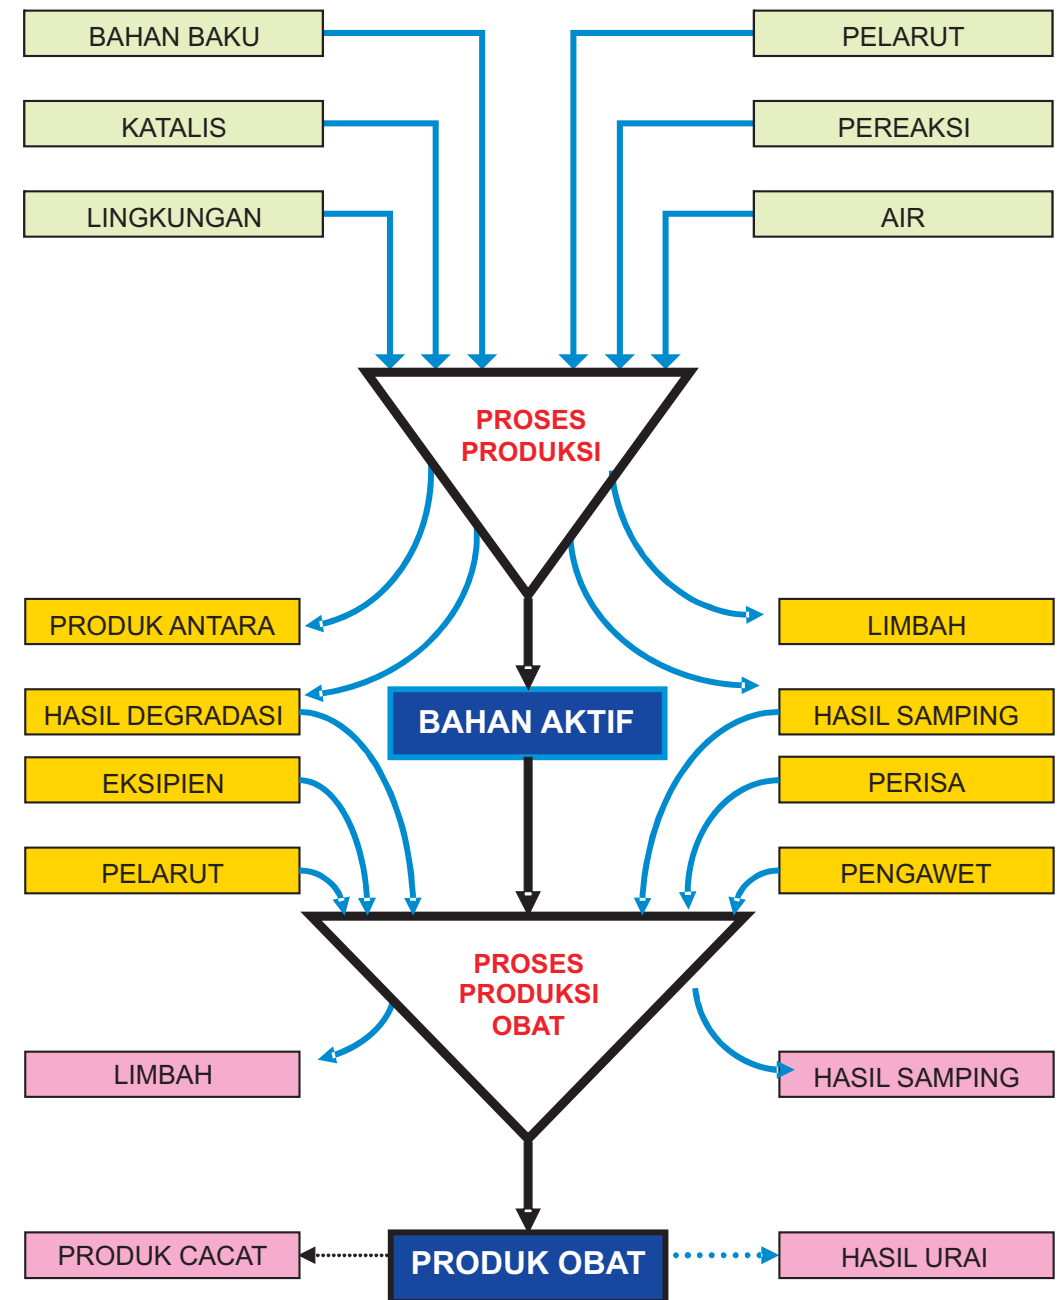 BAHAN BAKU
PELARUT
KATALIS
PEREAKSI
LINGKUNGAN
AIR
PROSES
PRODUKSI
PRODUK ANTARA
LIMBAH
HASIL DEGRADASI
BAHAN AKTIF
HASIL SAMPING
EKSIPIEN
PERISA
PELARUT
PENGAWET
PROSES
PRODUKSI
OBAT
LIMBAH
HASIL SAMPING
PRODUK CACAT
PRODUK OBAT
HASIL URAI